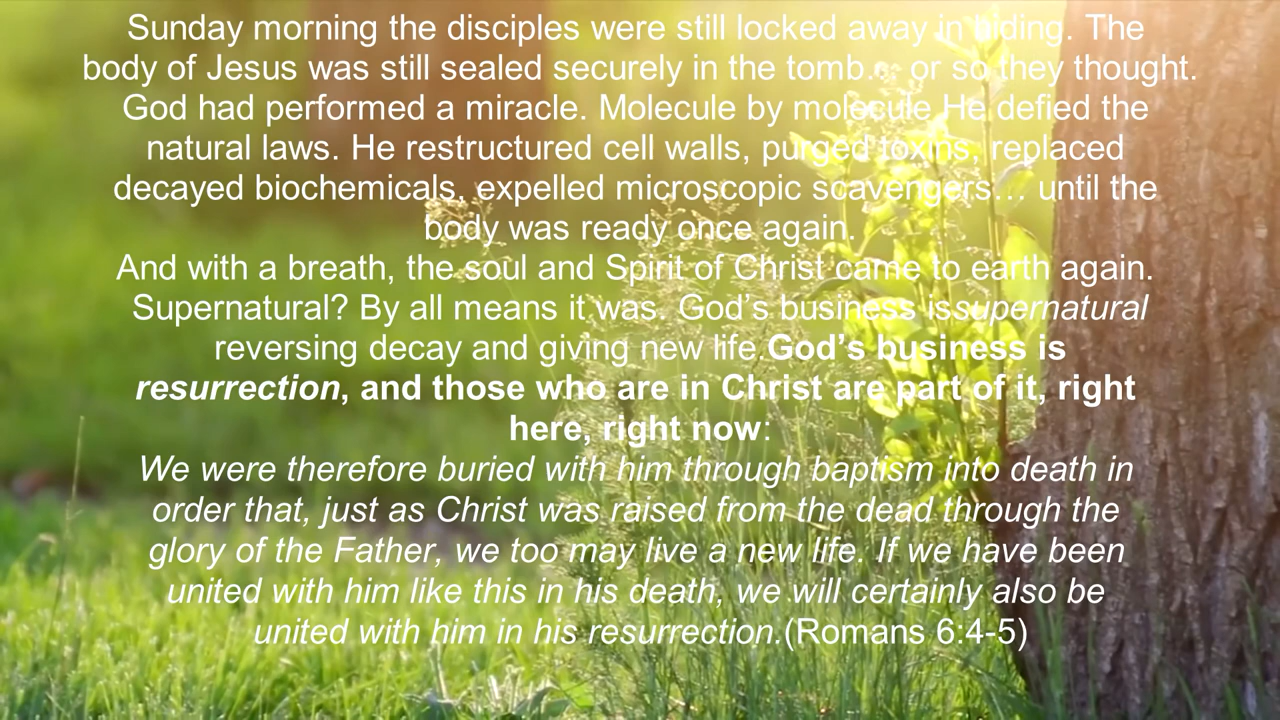 Sunday morning the disciples were still locked away in hiding. The
body of Jesus was still sealed securely in the tomb… or so they thought.
God had performed a miracle. Molecule by molecule He defied the
natural laws. He restructured cell walls, purged toxins, replaced
decayed biochemicals, expelled microscopic scavengers… until the
body was ready once again.
And with a breath, the soul and Spirit of Christ came to earth again.
Supernatural? By all means it was. God’s business issupernatural
reversing decay and giving new life.God’s business is
resurrection, and those who are in Christ are part of it, right
here, right now:
We were therefore buried with him through baptism into death in
order that, just as Christ was raised from the dead through the
glory of the Father, we too may live a new life. If we have been
united with him like this in his death, we will certainly also be
united with him in his resurrection.(Romans 6:4-5)